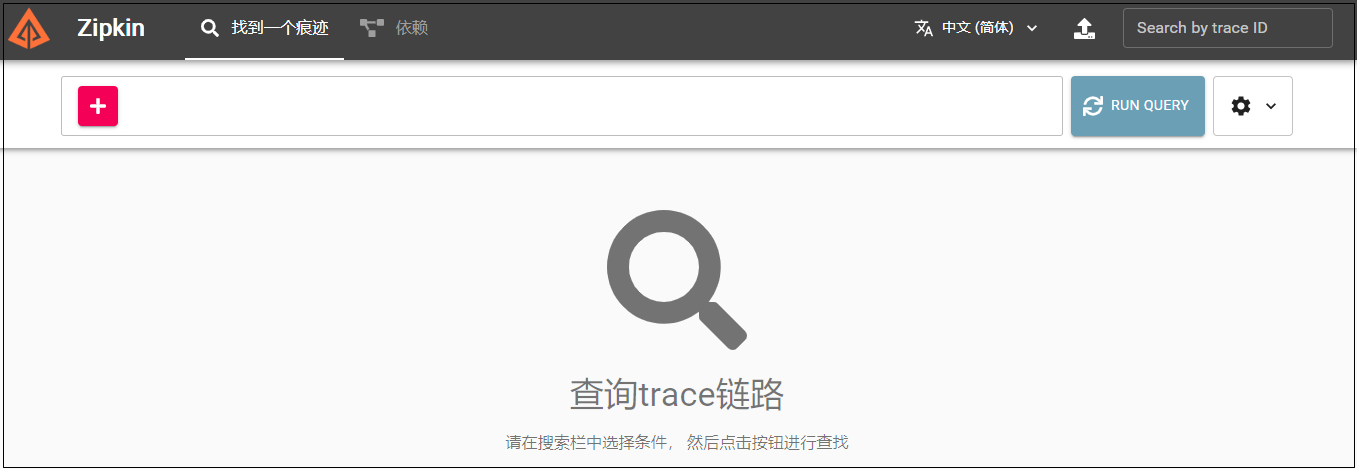 Zipkin 找到一个痕迹 依赖 中文 (简体) Search by trace ID
RUN QUERY
查询trace链路
请在搜索栏中选择条件， 然后点击按钮进行查找